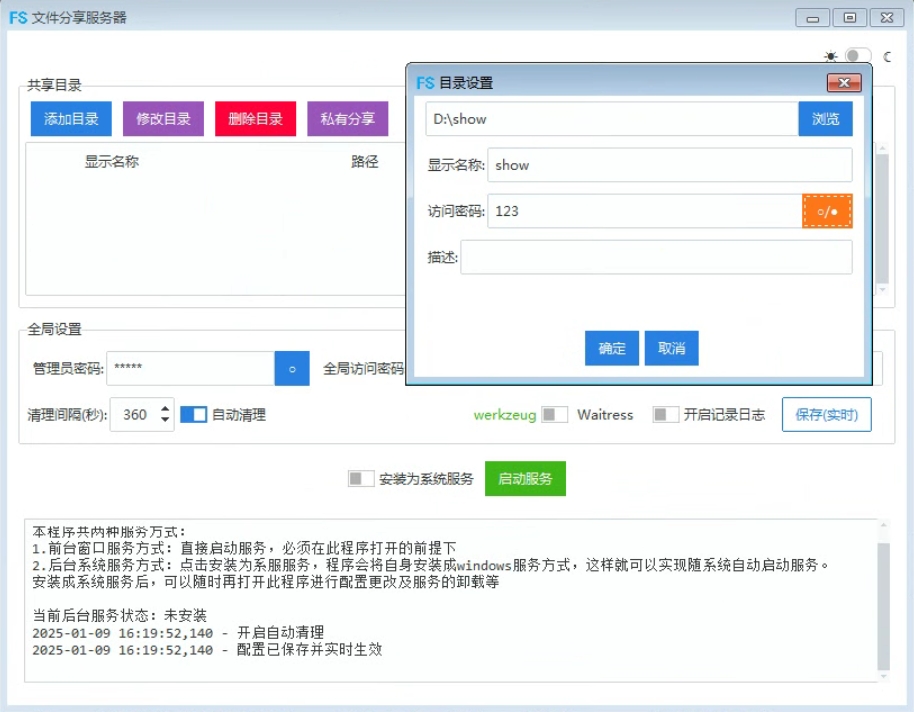 FS 文件分享服务器
共享目录
添加目录 修改目录 删除目录 私有分享
显示名称 路径
FS 目录设置
D:\show 浏览
显示名称: show
访问密码: 123
描述:
确定 取消
全局设置
管理员密码: ***** 全局访问密码
清理间隔(秒): 360 自动清理 werkzeug Waitress 开启记录日志 保存(实时)
安装为系统服务 启动服务
本程序共两种服务方式:
1.前台窗口服务方式: 直接启动服务，必须在此程序打开的前提下
2.后台系统服务方式: 点击安装为系服服务，程序会将自身安装成windows服务方式，这样就可以实现随系统自动启动服务。
安装成系统服务后，可以随时再打开此程序进行配置更改及服务的卸载等
当前后台服务状态: 未安装
2025-01-09 16:19:52,140 - 开启自动清理
2025-01-09 16:19:52,140 - 配置已保存并实时生效